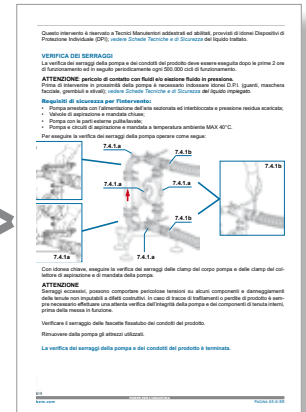 Questo intervento è riservato a Tecnici Manutentori addestrati ed abilitati, provvisti di idonei Dispositivi di
Protezione Individuale (DPI); vedere Schede Tecniche e di Sicurezza del liquido trattato.
VERIFICA DEI SERRAGGI
La verifica dei serraggi della pompa e dei condotti del prodotto deve essere eseguita dopo le prime 2 ore
di funzionamento ed in seguito periodicamente ogni 500.000 cicli di funzionamento.
ATTENZIONE: pericolo di contatto con fluidi e/o eiezione fluido in pressione.
Prima di intervenire in prossimità della pompa è necessario indossare idonei D.P.I. (guanti, maschera
facciale, grembiuli e stivali); vedere Schede Tecniche e di Sicurezza del liquido impiegato.
Requisiti di sicurezza per l'intervento:
• Pompa arrestata con l'alimentazione dell'aria sezionata ed interbloccata e pressione residua scaricata;
• Valvole di aspirazione e mandata chiuse;
• Pompa con le parti esterne pulite/lavate;
• Pompa e circuiti di aspirazione e mandata a temperatura ambiente MAX 40°C.
Per eseguire la verifica dei serraggi della pompa operare come segue:
7.4.1.a
7.4.1b
7.4.1b
7.4.1.a
7.4.1.a
7.4.1b
7.4.1a
7.4.1.a
Con idonea chiave, eseguire la verifica dei serraggi delle clamp del corpo pompa e delle clamp dei col-
lettore di aspirazione e di mandata della pompa.
ATTENZIONE
Serraggi eccessivi, possono comportare pericolose tensioni su alcuni componenti e danneggiamenti
delle tenute non imputabili a difetti costruttivi. In caso di tracce di trafilamenti o perdite di prodotto è sem-
pre necessario effettuare una attenta verifica dell'integrità della pompa e dei componenti di tenuta interni,
prima della messa in funzione.
Verificare il serraggio delle fascette fissatubo dei condotti del prodotto.
Rimuovere dalla pompa gli attrezzi utilizzati.
La verifica dei serraggi della pompa e dei condotti del prodotto è terminata.